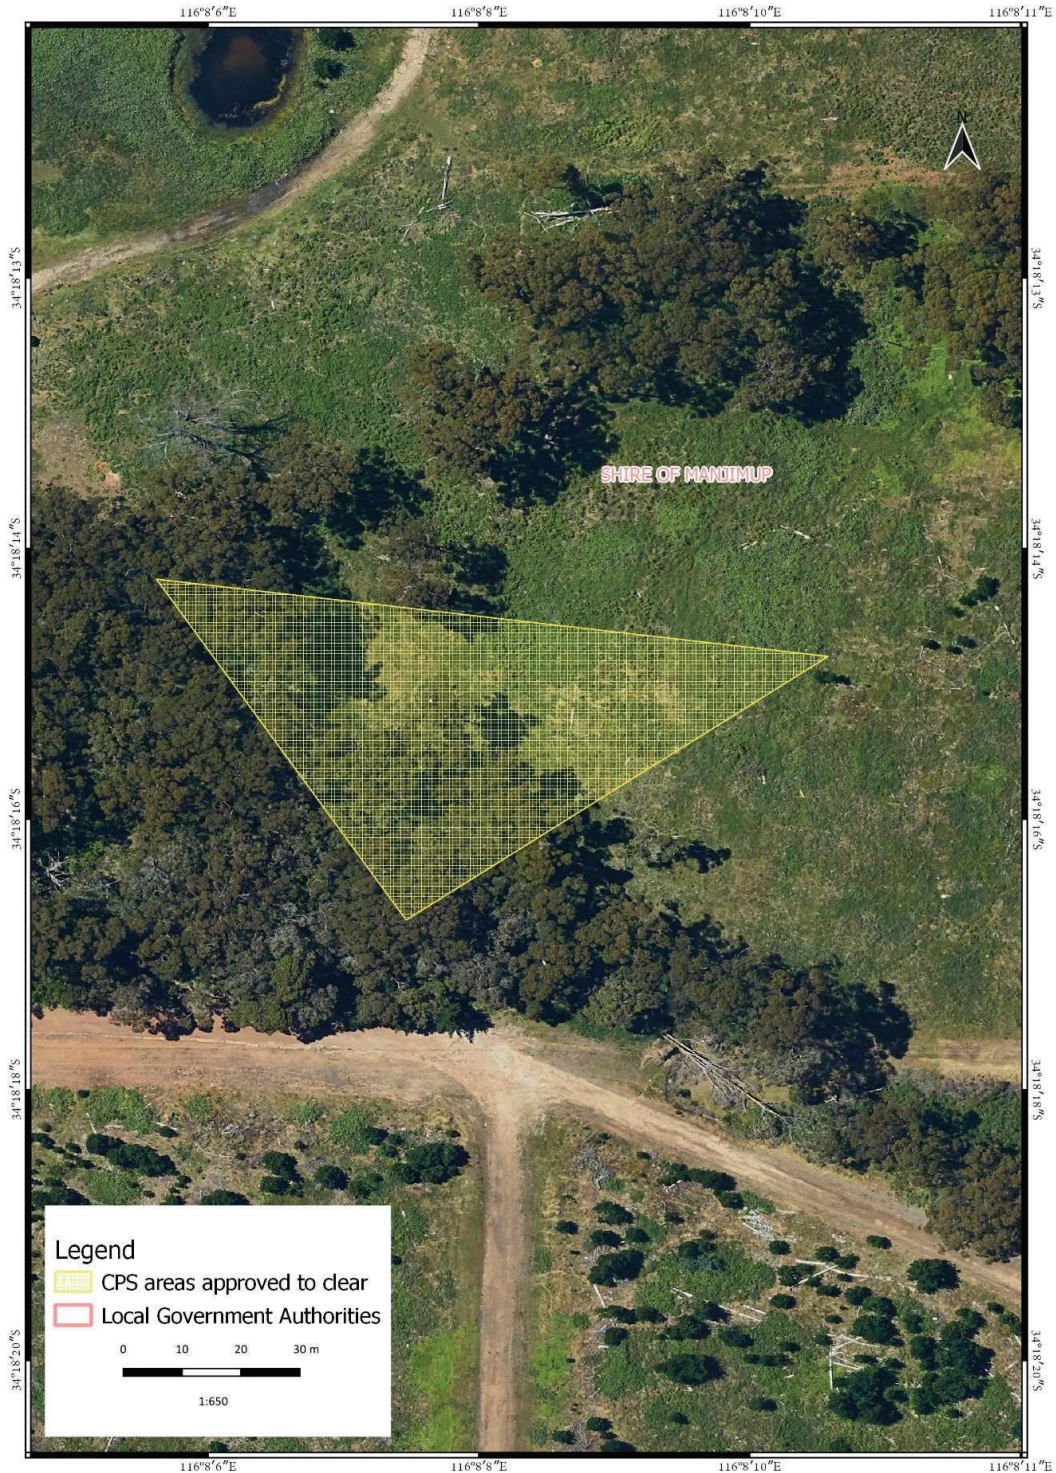 116°8′6″E 116°8′8″E 116°8′10″E 116°8′11″E
N
34°18′13″S 34°18′13″S
SHIRE OF MANJIMUP
34°18′14″S 34°18′14″S
34°18′16″S 34°18′16″S
34°18′18″S 34°18′18″S
Legend
CPS areas approved to clear
Local Government Authorities
0 10 20 30 m
1:650
34°18′20″S 34°18′20″S
116°8′6″E 116°8′8″E 116°8′10″E 116°8′11″E